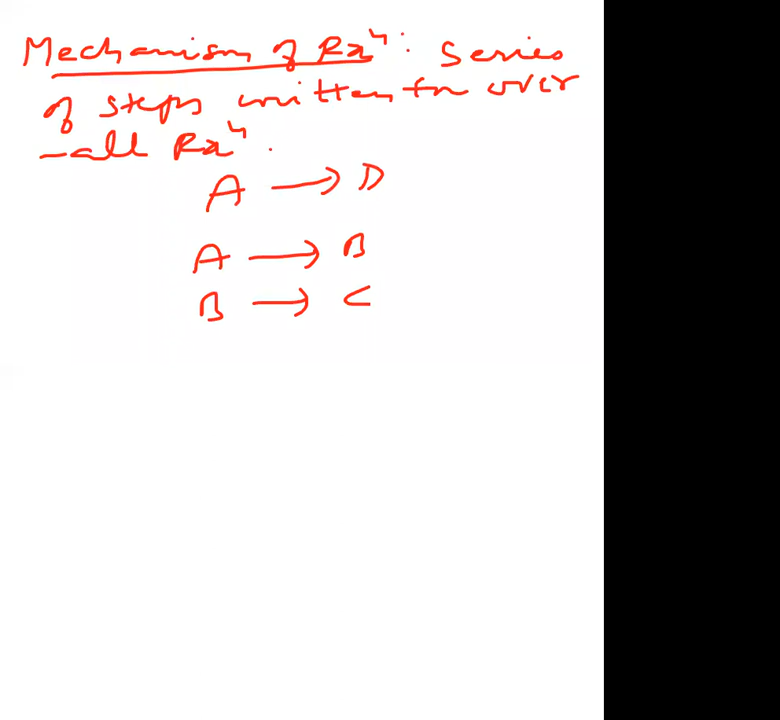 Mechanism of Rxⁿ: Series
of steps written for over
-all Rxⁿ.
A → D
A → B
B → C